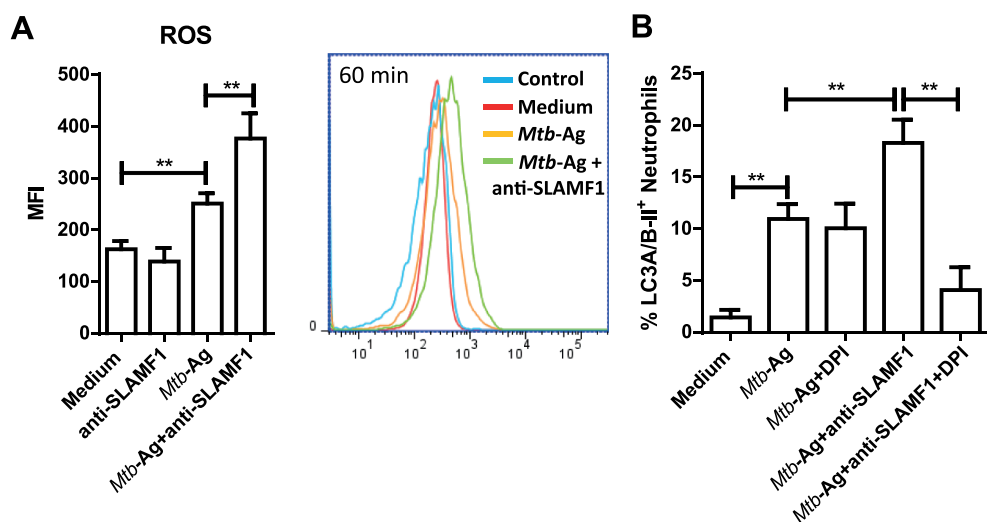 A
ROS
500
400
300
200
100
0
MFI
**
**
Medium
anti-SLAMF1
Mtb-Ag
Mtb-Ag+anti-SLAMF1
60 min
Control
Medium
Mtb-Ag
Mtb-Ag +
anti-SLAMF1
0
10^1
10^2
10^3
10^4
10^5
B
25
20
15
10
5
0
% LC3A/B-II⁺ Neutrophils
**
**
**
Medium
Mtb-Ag
Mtb-Ag+DPI
Mtb-Ag+anti-SLAMF1
Mtb-Ag+anti-SLAMF1+DPI